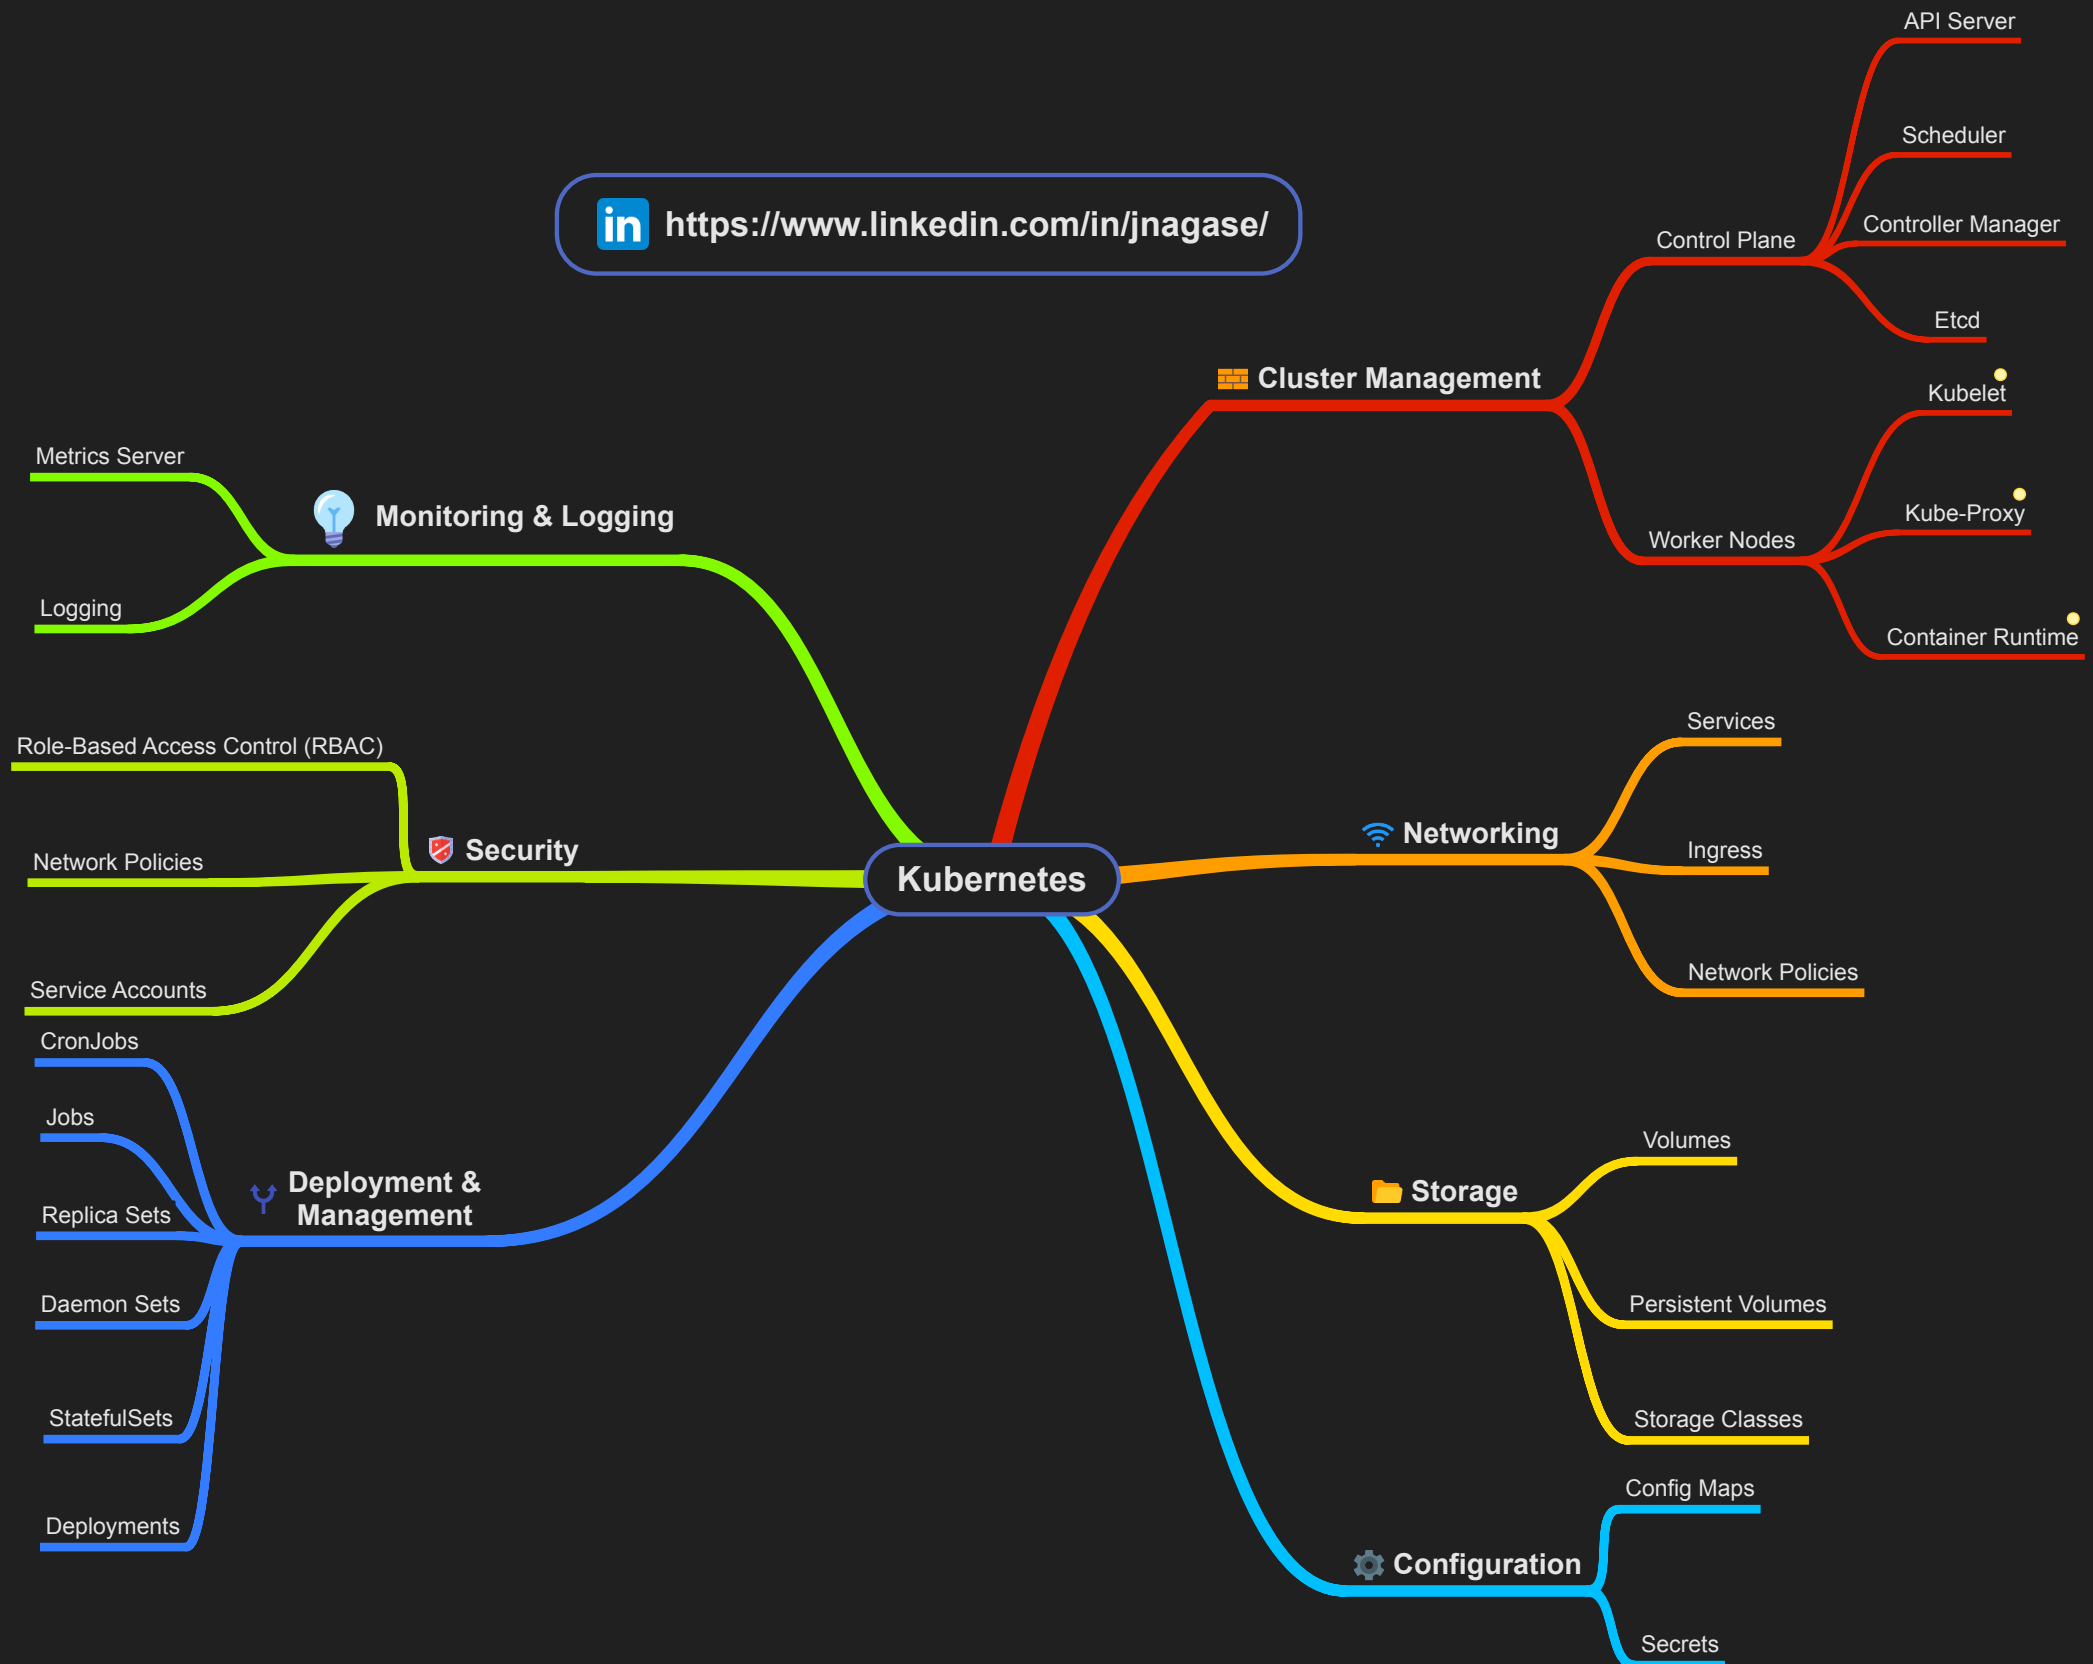 API Server
Scheduler
Controller Manager
Etcd
Control Plane
in https://www.linkedin.com/in/jnagase/
Cluster Management
Kubelet
Kube-Proxy
Container Runtime
Worker Nodes
Metrics Server
Logging
Monitoring & Logging
Role-Based Access Control (RBAC)
Network Policies
Service Accounts
Security
Kubernetes
Networking
Services
Ingress
Network Policies
CronJobs
Jobs
Replica Sets
Daemon Sets
StatefulSets
Deployments
Deployment &
Management
Storage
Volumes
Persistent Volumes
Storage Classes
Configuration
Config Maps
Secrets